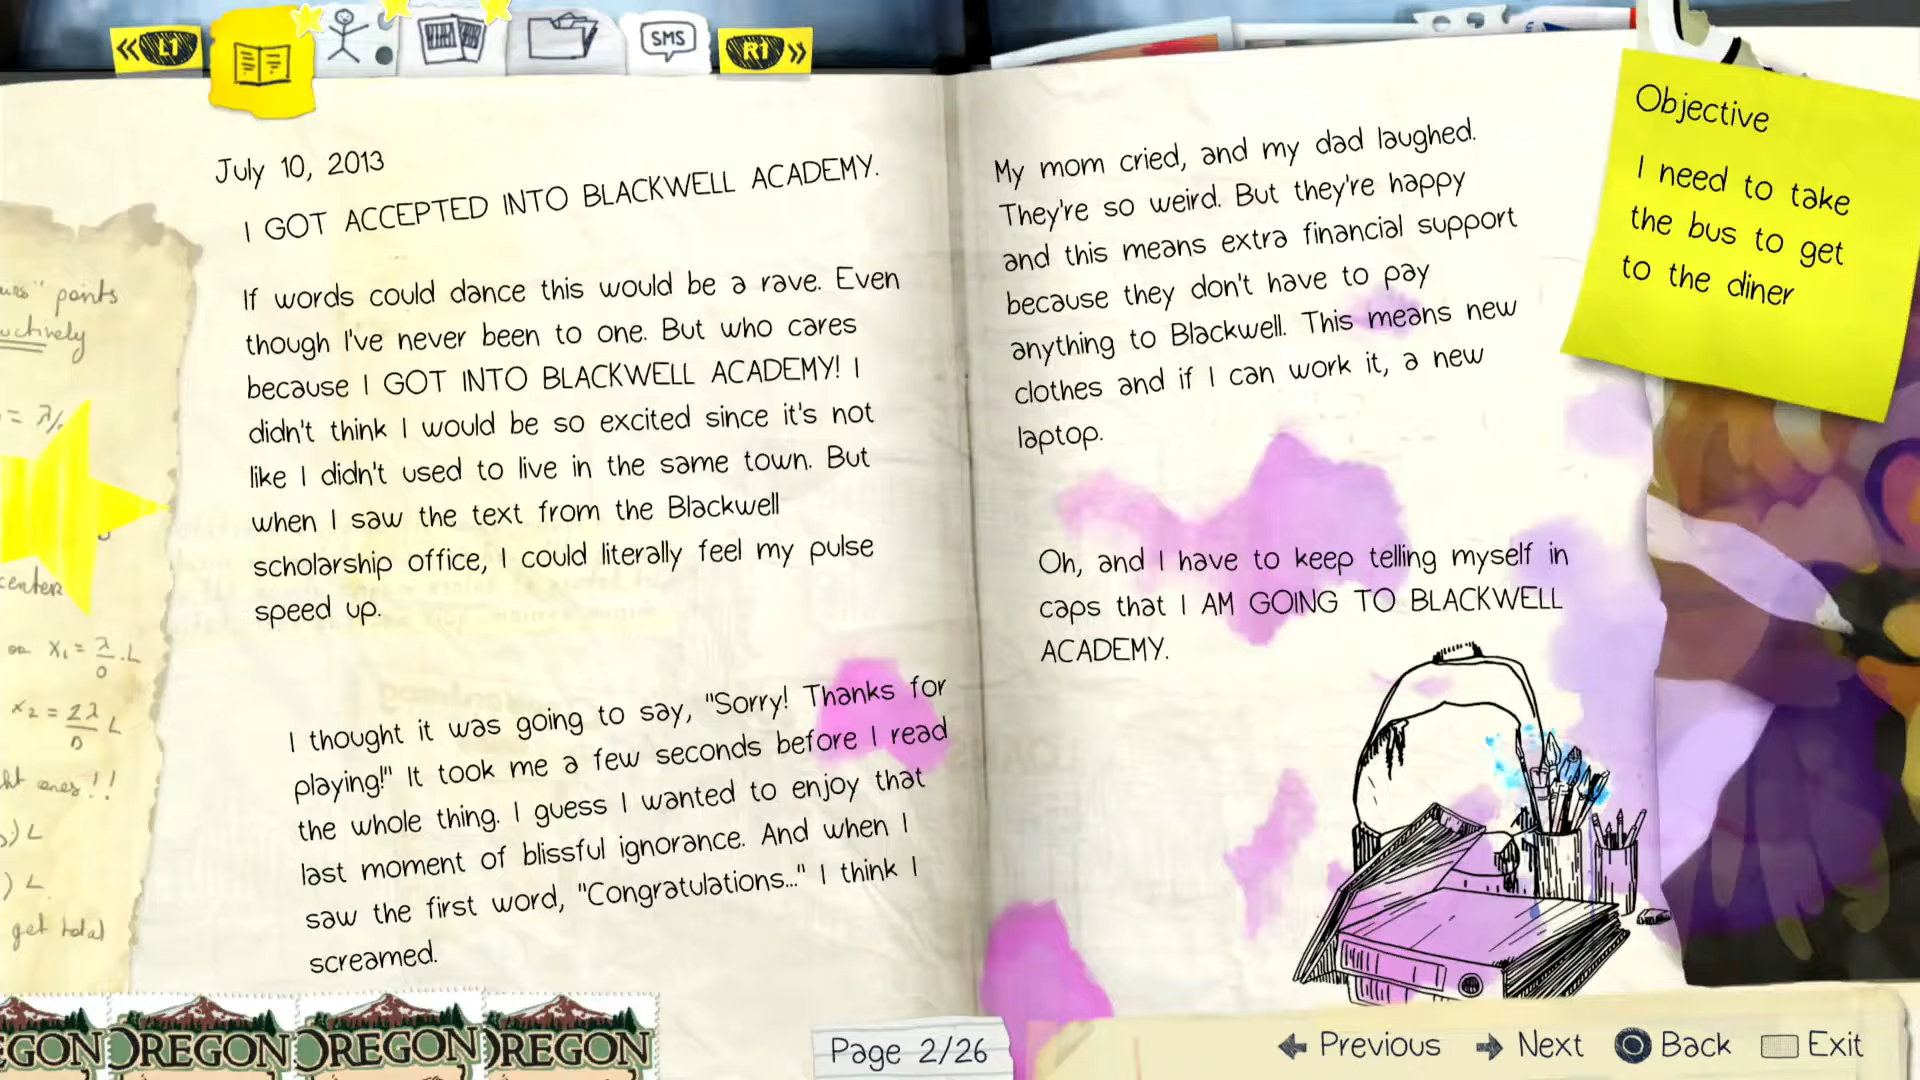 L1
SMS
R1
July 10, 2013
I GOT ACCEPTED INTO BLACKWELL ACADEMY.
If words could dance this would be a rave. Even
though I've never been to one. But who cares
because I GOT INTO BLACKWELL ACADEMY! I
didn't think I would be so excited since it's not
like I didn't used to live in the same town. But
when I saw the text from the Blackwell
scholarship office, I could literally feel my pulse
speed up.
I thought it was going to say, "Sorry! Thanks for
playing!" It took me a few seconds before I read
the whole thing. I guess I wanted to enjoy that
last moment of blissful ignorance. And when I
saw the first word, "Congratulations..." I think I
screamed.
My mom cried, and my dad laughed.
They're so weird. But they're happy
and this means extra financial support
because they don't have to pay
anything to Blackwell. This means new
clothes and if I can work it, a new
laptop.
Oh, and I have to keep telling myself in
caps that I AM GOING TO BLACKWELL
ACADEMY.
Objective
I need to take
the bus to get
to the diner
points
center
x₁ = λ/D . L
x₂ = 2λ/D L
ones!!
) L
) L
get total
EGON OREGON OREGON OREGON
Page 2/26
Previous Next Back Exit